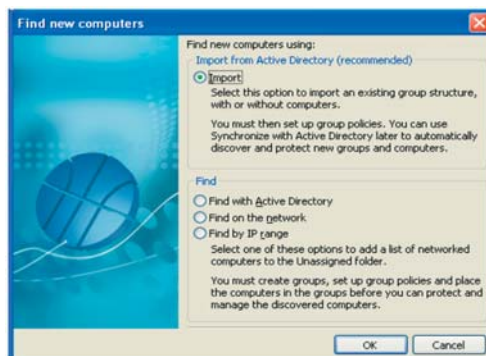 Find new computers
Find new computers using:
Import from Active Directory (recommended)
Import
Select this option to import an existing group structure,
with or without computers.
You must then set up group policies. You can use
Synchronize with Active Directory later to automatically
discover and protect new groups and computers.
Find
Find with Active Directory
Find on the network
Find by IP range
Select one of these options to add a list of networked
computers to the Unassigned folder.
You must create groups, set up group policies and place
the computers in the groups before you can protect and
manage the discovered computers.
OK
Cancel